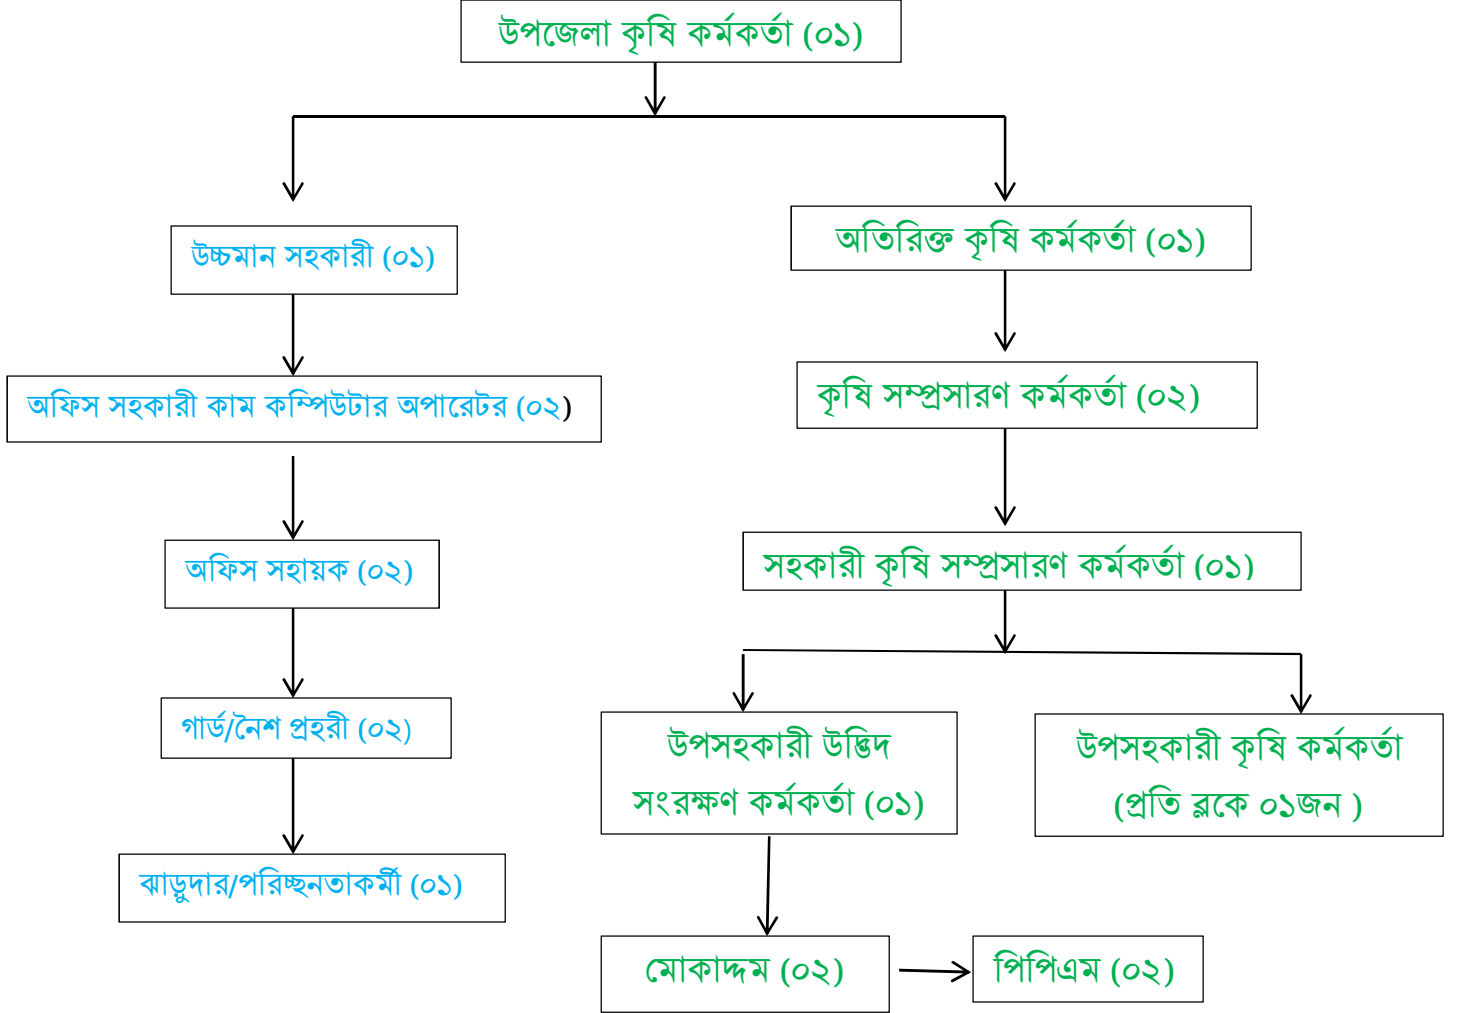 উপজেলা কৃষি কর্মকর্তা (০১)
উচ্চমান সহকারী (০১)
অফিস সহকারী কাম কম্পিউটার অপারেটর (০২)
অফিস সহায়ক (০২)
গার্ড/নৈশ প্রহরী (০২)
ঝাড়ুদার/পরিচ্ছনতাকর্মী (০১)
অতিরিক্ত কৃষি কর্মকর্তা (০১)
কৃষি সম্প্রসারণ কর্মকর্তা (০২)
সহকারী কৃষি সম্প্রসারণ কর্মকর্তা (০১)
উপসহকারী উদ্ভিদ
সংরক্ষণ কর্মকর্তা (০১)
উপসহকারী কৃষি কর্মকর্তা
(প্রতি ব্লকে ০১জন )
মোকাদ্দম (০২)
পিপিএম (০২)